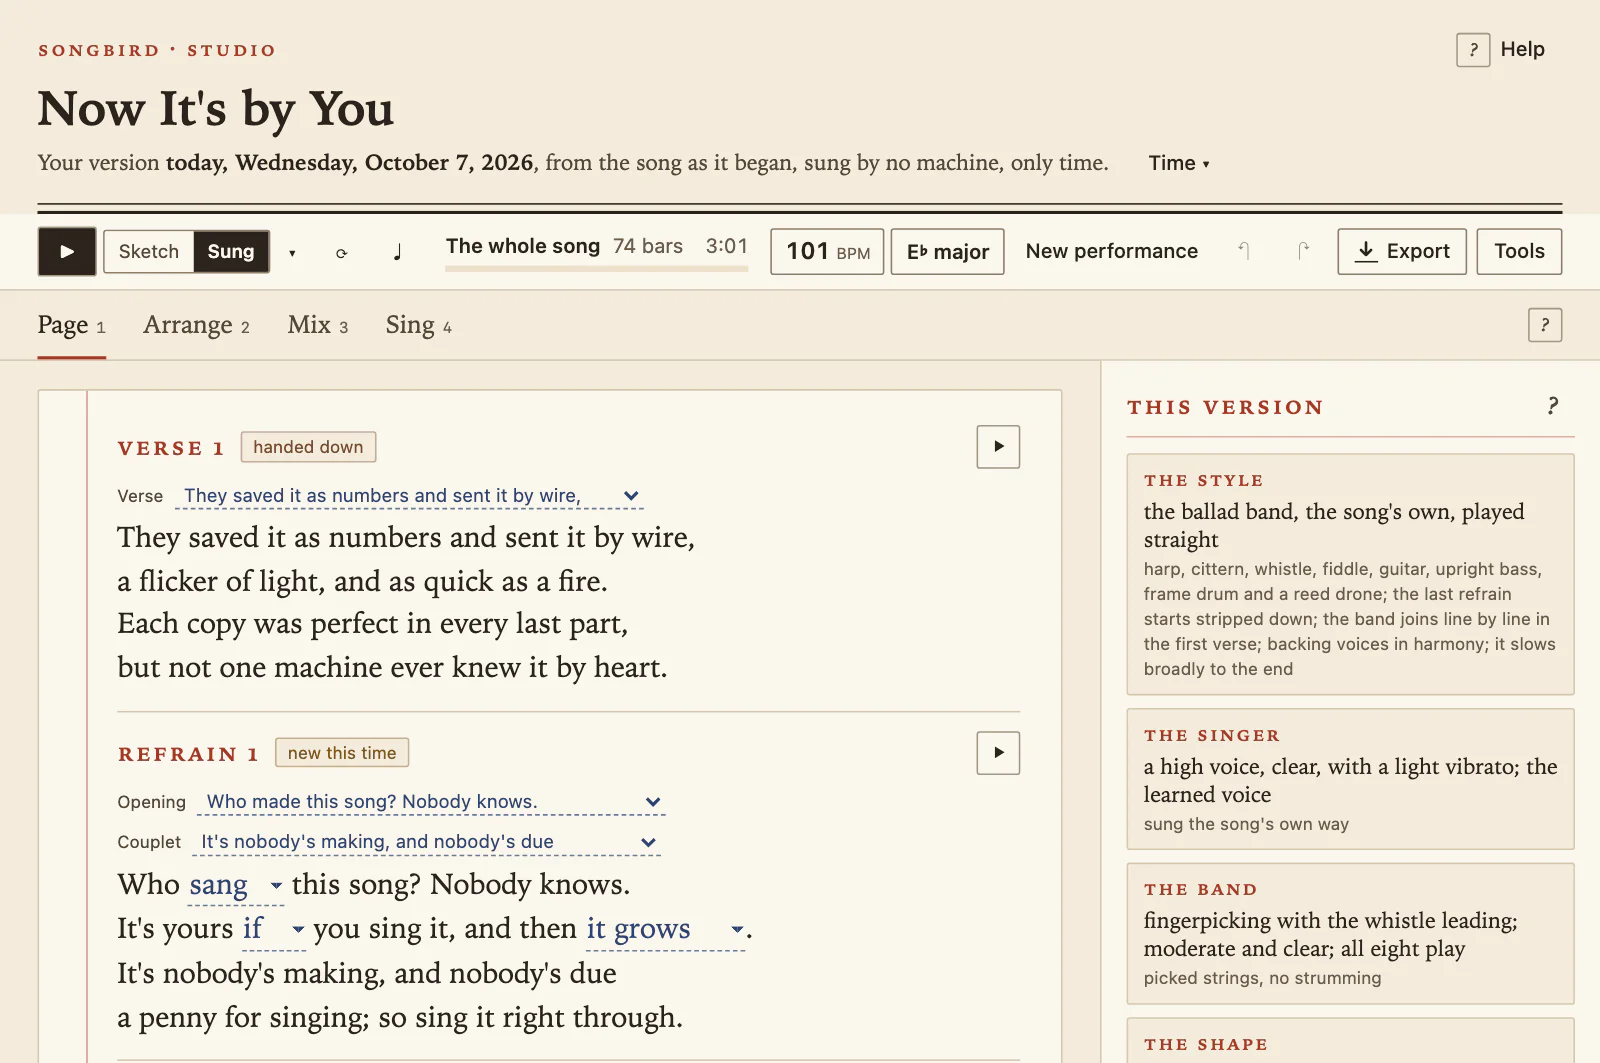 SONGBIRD · STUDIO
? Help
Now It's by You
Your version today, Wednesday, October 7, 2026, from the song as it began, sung by no machine, only time. Time ▾
Sketch Sung ▾ The whole song 74 bars 3:01 101 BPM E♭ major New performance Export Tools
Page 1 Arrange 2 Mix 3 Sing 4 ?
VERSE 1 handed down
Verse They saved it as numbers and sent it by wire,
They saved it as numbers and sent it by wire,
a flicker of light, and as quick as a fire.
Each copy was perfect in every last part,
but not one machine ever knew it by heart.
REFRAIN 1 new this time
Opening Who made this song? Nobody knows.
Couplet It's nobody's making, and nobody's due
Who sang this song? Nobody knows.
It's yours if you sing it, and then it grows.
It's nobody's making, and nobody's due
a penny for singing; so sing it right through.
THIS VERSION ?
THE STYLE
the ballad band, the song's own, played
straight
harp, cittern, whistle, fiddle, guitar, upright bass,
frame drum and a reed drone; the last refrain
starts stripped down; the band joins line by line in
the first verse; backing voices in harmony; it slows
broadly to the end
THE SINGER
a high voice, clear, with a light vibrato; the
learned voice
sung the song's own way
THE BAND
fingerpicking with the whistle leading;
moderate and clear; all eight play
picked strings, no strumming
THE SHAPE